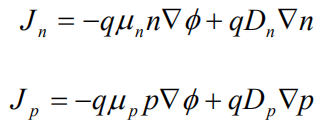 Jₙ = −qμₙn∇ϕ + qDₙ∇n
Jₚ = −qμₚp∇ϕ + qDₚ∇p